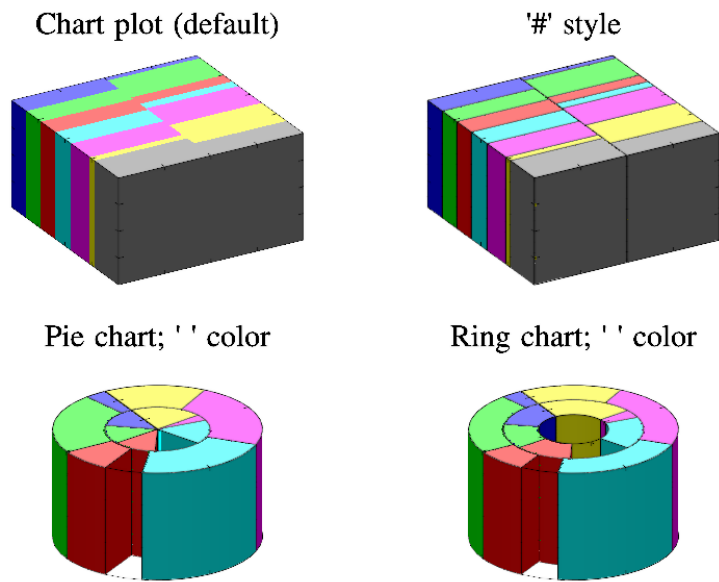 Chart plot (default)
'#' style
Pie chart; ' ' color
Ring chart; ' ' color